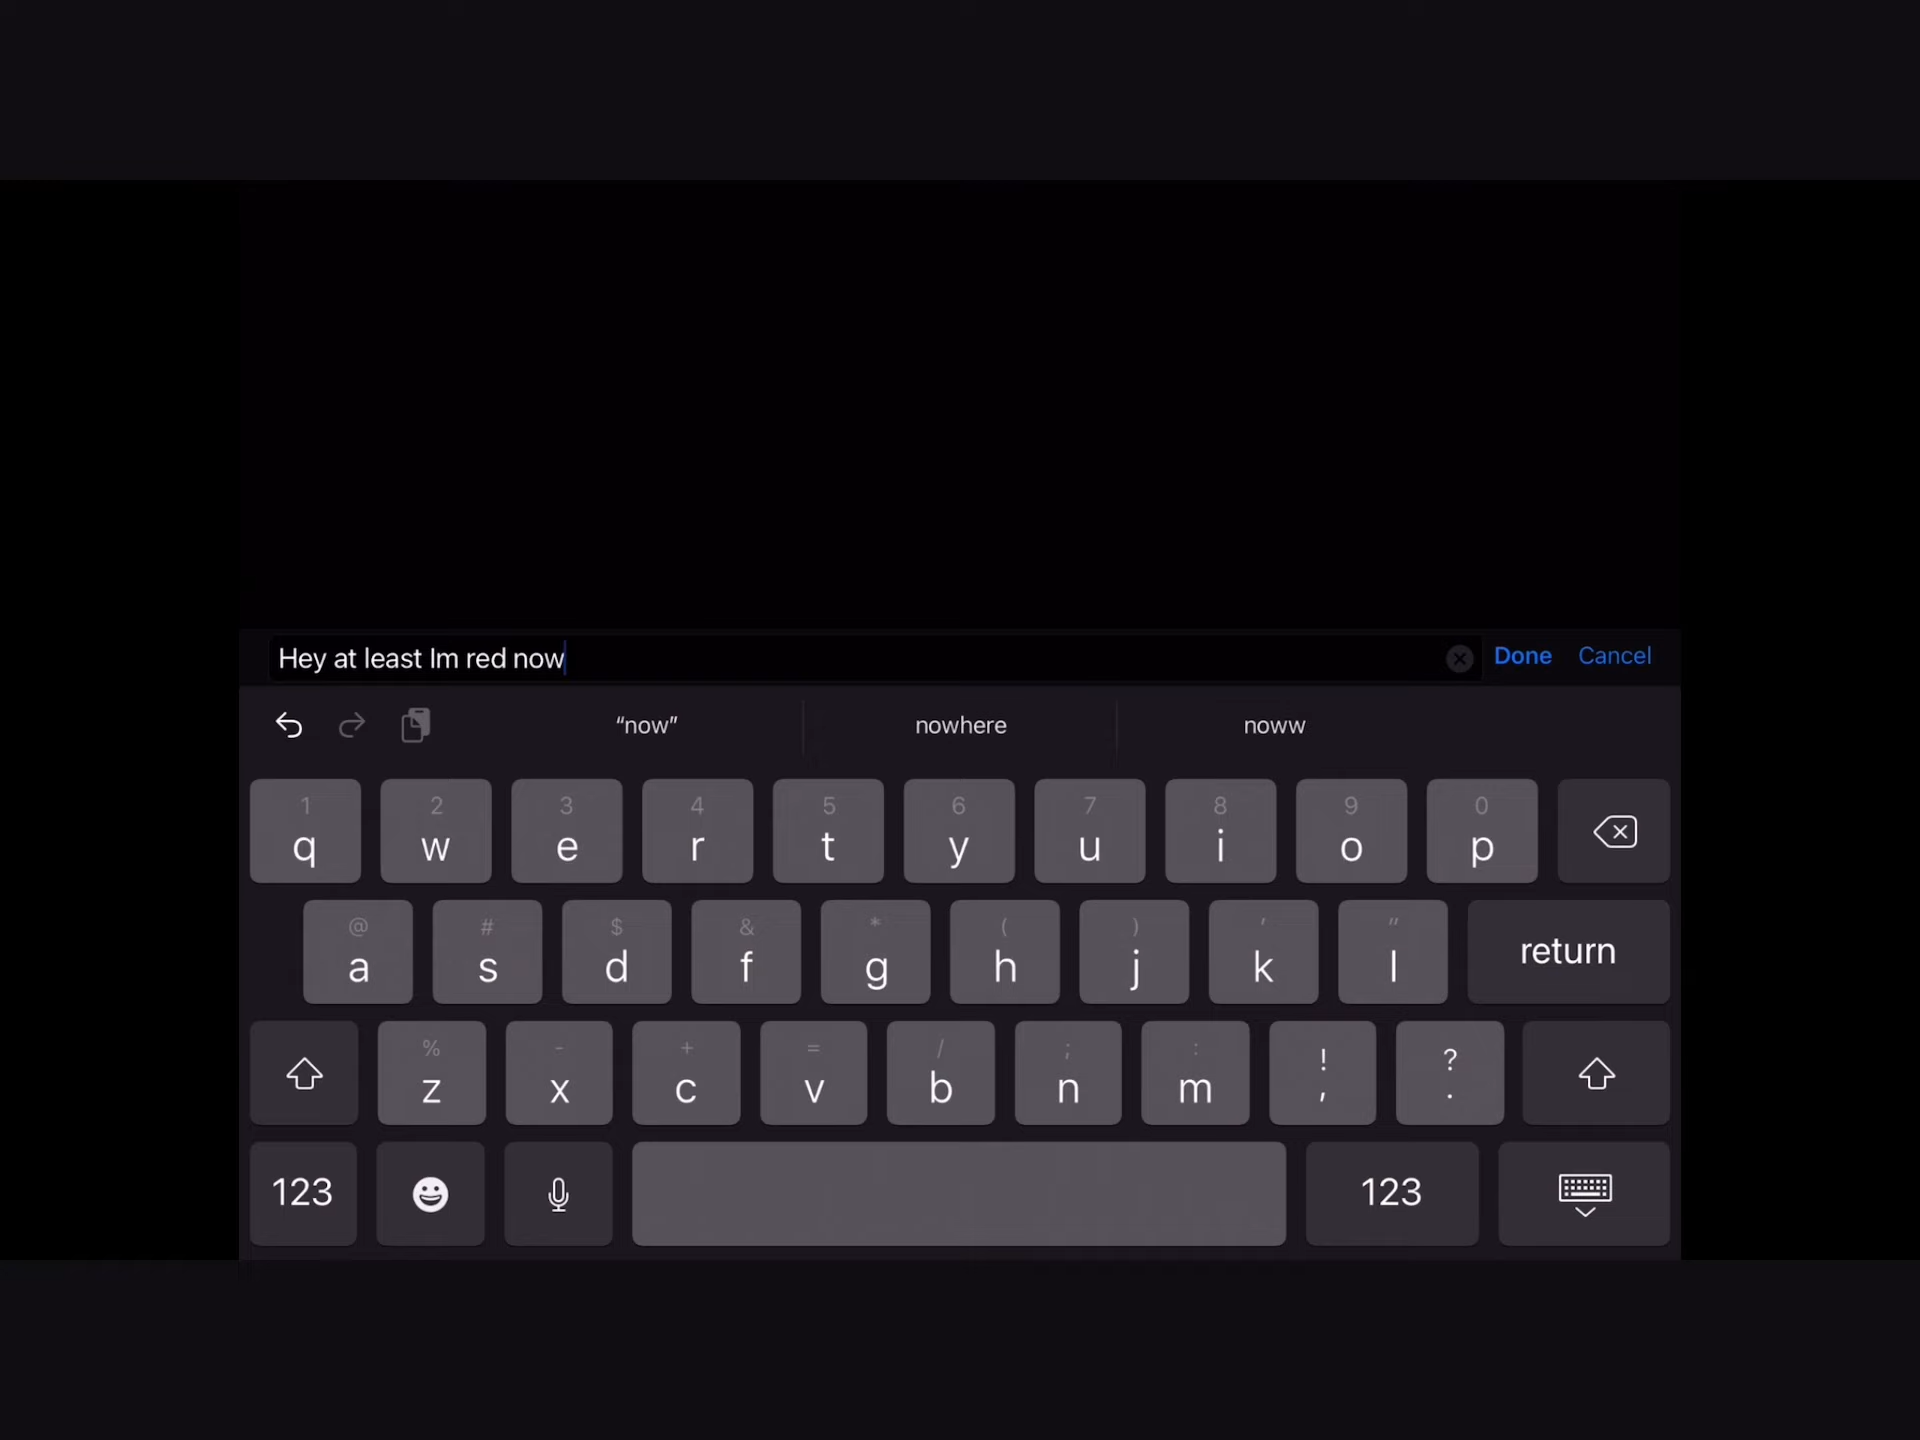 Hey at least Im red now Done Cancel
“now” nowhere noww
1 2 3 4 5 6 7 8 9 0
q w e r t y u i o p
@ # $ & * ( ) ' "
a s d f g h j k l return
% - + = / ; : ! ?
z x c v b n m , .
123 123